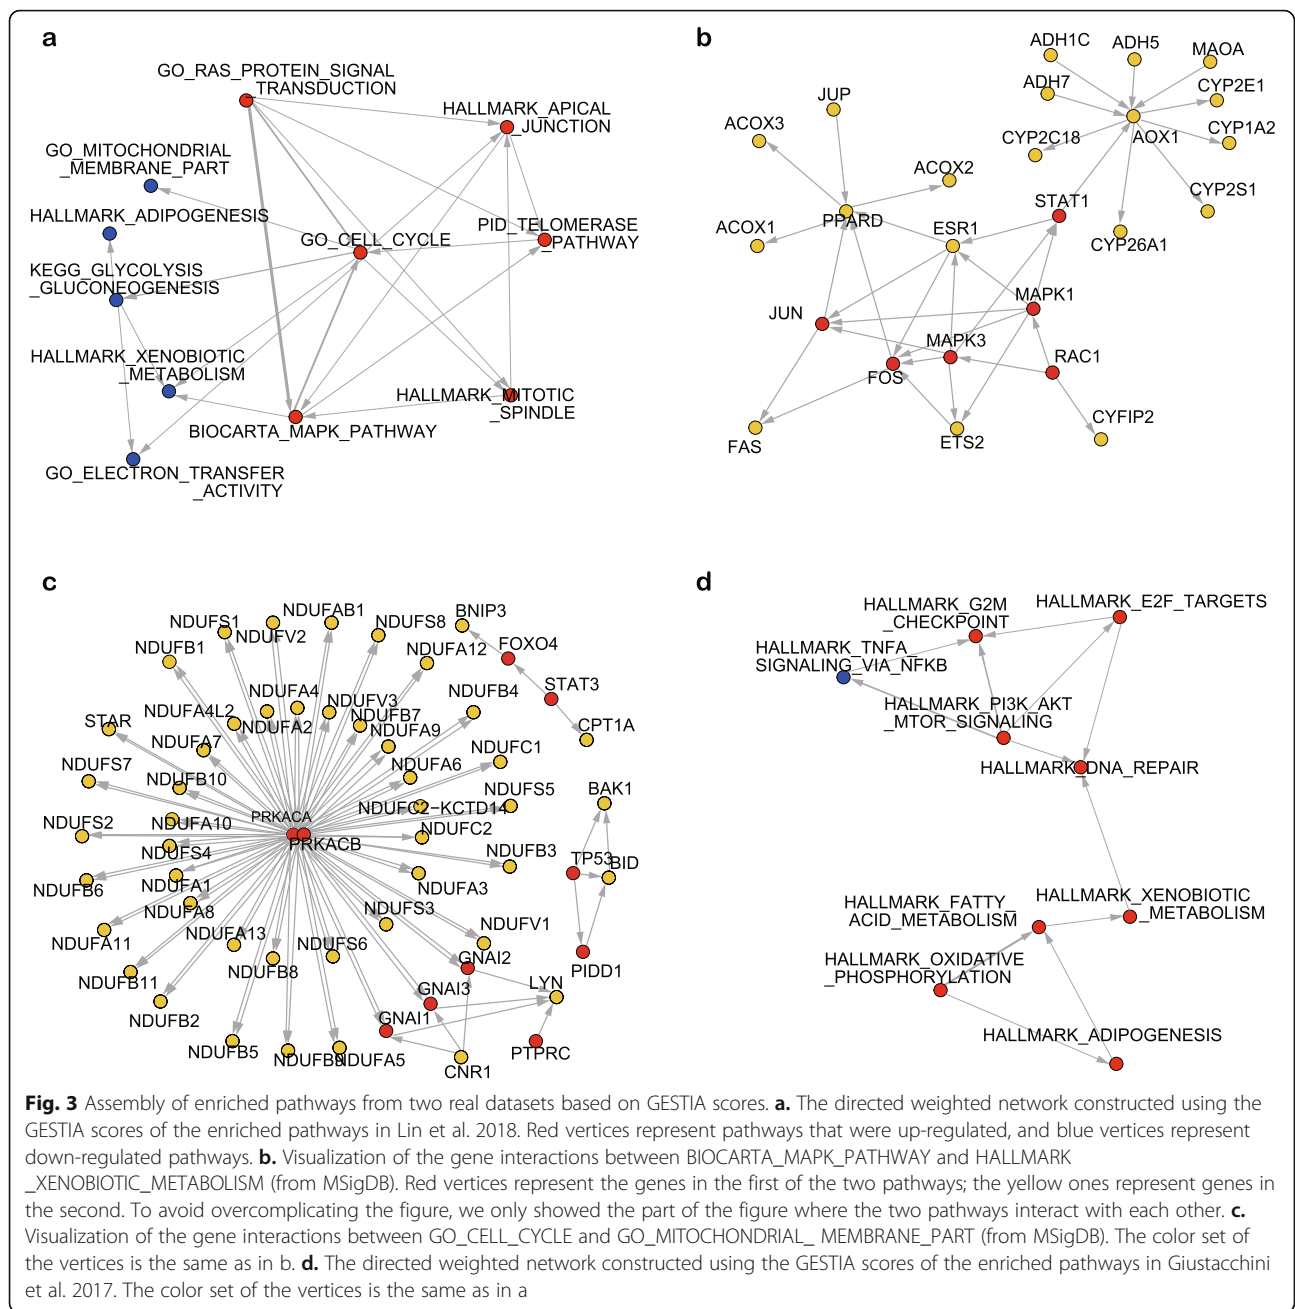 a
GO_RAS_PROTEIN_SIGNAL
_TRANSDUCTION
HALLMARK_APICAL
_JUNCTION
GO_MITOCHONDRIAL
_MEMBRANE_PART
HALLMARK_ADIPOGENESIS
GO_CELL_CYCLE
PID_TELOMERASE
_PATHWAY
KEGG_GLYCOLYSIS
_GLUCONEOGENESIS
HALLMARK_XENOBIOTIC
_METABOLISM
HALLMARK_MITOTIC
_SPINDLE
BIOCARTA_MAPK_PATHWAY
GO_ELECTRON_TRANSFER
_ACTIVITY
b
ADH1C
ADH5
MAOA
ADH7
CYP2E1
JUP
ACOX3
CYP2C18
AOX1
CYP1A2
ACOX2
CYP2S1
STAT1
ACOX1
PPARD
ESR1
CYP26A1
JUN
MAPK1
MAPK3
RAC1
FOS
CYFIP2
FAS
ETS2
c
NDUFS1
NDUFV2
NDUFAB1
NDUFS8
BNIP3
NDUFB1
NDUFA12
FOXO4
STAT3
NDUFA4
NDUFV3
NDUFB4
NDUFA4L2
NDUFA2
NDUFB7
STAR
NDUFA9
CPT1A
NDUFA7
NDUFC1
NDUFS7
NDUFB10
NDUFA6
NDUFS5
BAK1
NDUFC2−KCTD14
NDUFS2
NDUFA10
PRKACA
NDUFC2
PRKACB
NDUFS4
NDUFB3
TP53
BID
NDUFB6
NDUFA1
NDUFA3
NDUFA8
NDUFS3
NDUFV1
NDUFA11
NDUFA13
NDUFS6
GNAI2
PIDD1
NDUFB11
NDUFB8
GNAI3
LYN
NDUFB2
GNAI1
NDUFB5
NDUFB9
NDUFA5
CNR1
PTPRC
d
HALLMARK_G2M
_CHECKPOINT
HALLMARK_E2F_TARGETS
HALLMARK_TNFA_
SIGNALING_VIA_NFKB
HALLMARK_PI3K_AKT
_MTOR_SIGNALING
HALLMARK_DNA_REPAIR
HALLMARK_FATTY_
ACID_METABOLISM
HALLMARK_XENOBIOTIC
_METABOLISM
HALLMARK_OXIDATIVE
_PHOSPHORYLATION
HALLMARK_ADIPOGENESIS
Fig. 3 Assembly of enriched pathways from two real datasets based on GESTIA scores. a. The directed weighted network constructed using the
GESTIA scores of the enriched pathways in Lin et al. 2018. Red vertices represent pathways that were up-regulated, and blue vertices represent
down-regulated pathways. b. Visualization of the gene interactions between BIOCARTA_MAPK_PATHWAY and HALLMARK
_XENOBIOTIC_METABOLISM (from MSigDB). Red vertices represent the genes in the first of the two pathways; the yellow ones represent genes in
the second. To avoid overcomplicating the figure, we only showed the part of the figure where the two pathways interact with each other. c.
Visualization of the gene interactions between GO_CELL_CYCLE and GO_MITOCHONDRIAL_ MEMBRANE_PART (from MSigDB). The color set of
the vertices is the same as in b. d. The directed weighted network constructed using the GESTIA scores of the enriched pathways in Giustacchini
et al. 2017. The color set of the vertices is the same as in a